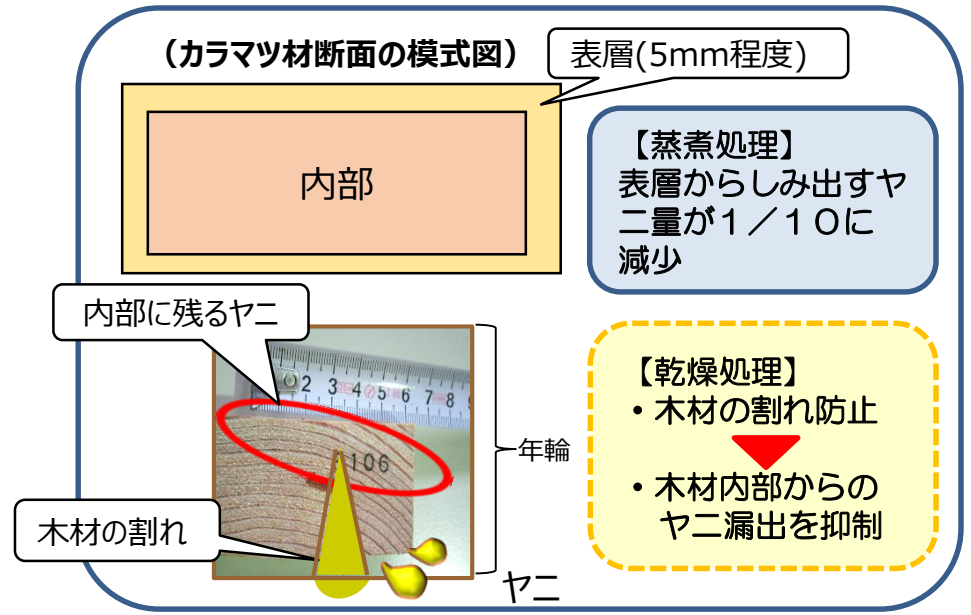 （カラマツ材断面の模式図）
表層(5mm程度)
内部
【蒸煮処理】
表層からしみ出すヤ
ニ量が１／１０に
減少
内部に残るヤニ
0 2 3 4 5 6 7 8 9
106
年輪
木材の割れ
ヤニ
【乾燥処理】
・木材の割れ防止
・木材内部からの
ヤニ漏出を抑制